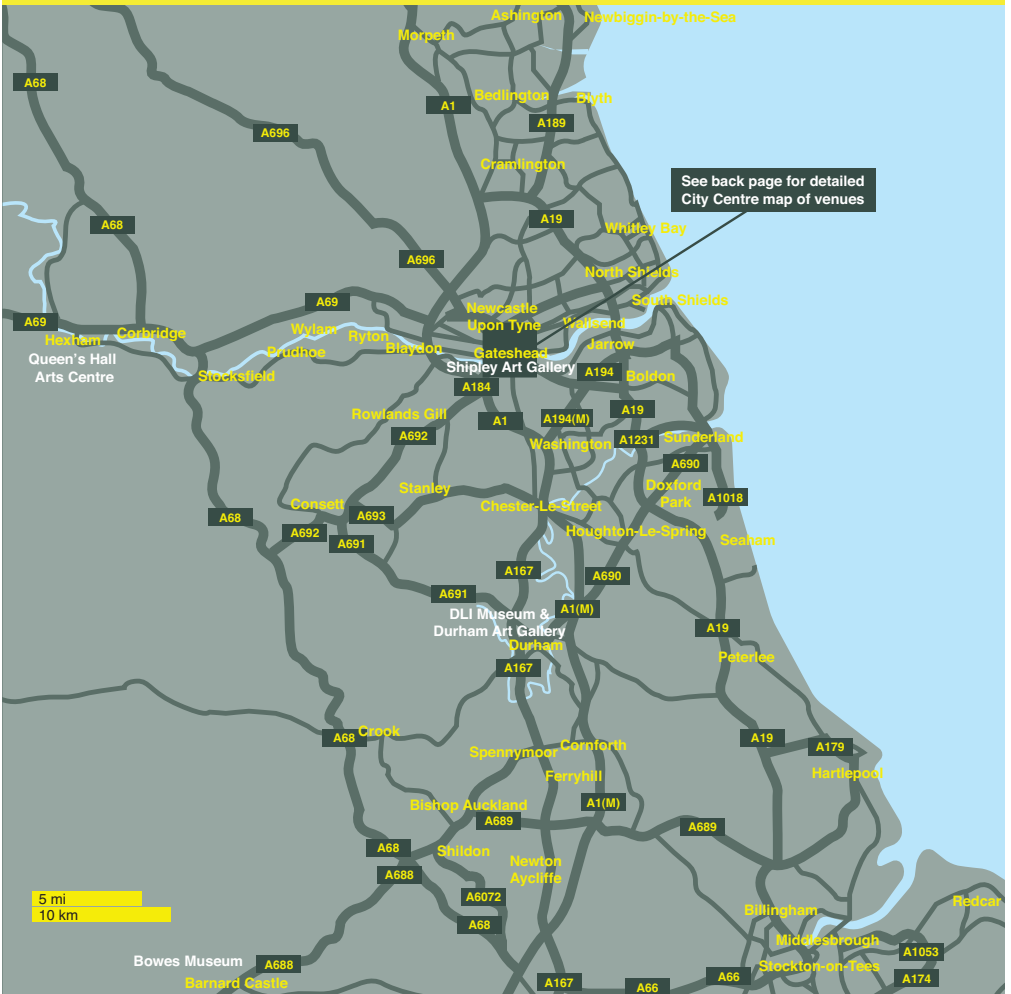 Ashington
Newbiggin-by-the-Sea
Morpeth
A68
Bedlington
Blyth
A1
A189
A696
Cramlington
See back page for detailed
City Centre map of venues
A68
A19
Whitley Bay
A696
North Shields
A69
South Shields
Newcastle
Upon Tyne
A69
Wallsend
Wylam
Corbridge
Ryton
Hexham
Jarrow
Blaydon
Prudhoe
Gateshead
Queen's Hall
Arts Centre
Shipley Art Gallery
A194
Stocksfield
Boldon
A184
Rowlands Gill
A19
A1
A194(M)
A692
Washington
A1231
Sunderland
A690
Stanley
Doxford
Park
A1018
Consett
Chester-Le-Street
A68
A693
A692
Houghton-Le-Spring
A691
Seaham
A167
A690
A691
DLI Museum &
Durham Art Gallery
A1(M)
A19
Durham
Peterlee
A167
A68
Crook
A19
Spennymoor
Cornforth
A179
Ferryhill
Hartlepool
Bishop Auckland
A1(M)
A689
A689
A68
Shildon
Newton
Aycliffe
A688
5 mi
10 km
A6072
Redcar
Billingham
A68
Middlesbrough
A1053
Bowes Museum
A688
Stockton-on-Tees
Barnard Castle
A167
A66
A66
A174